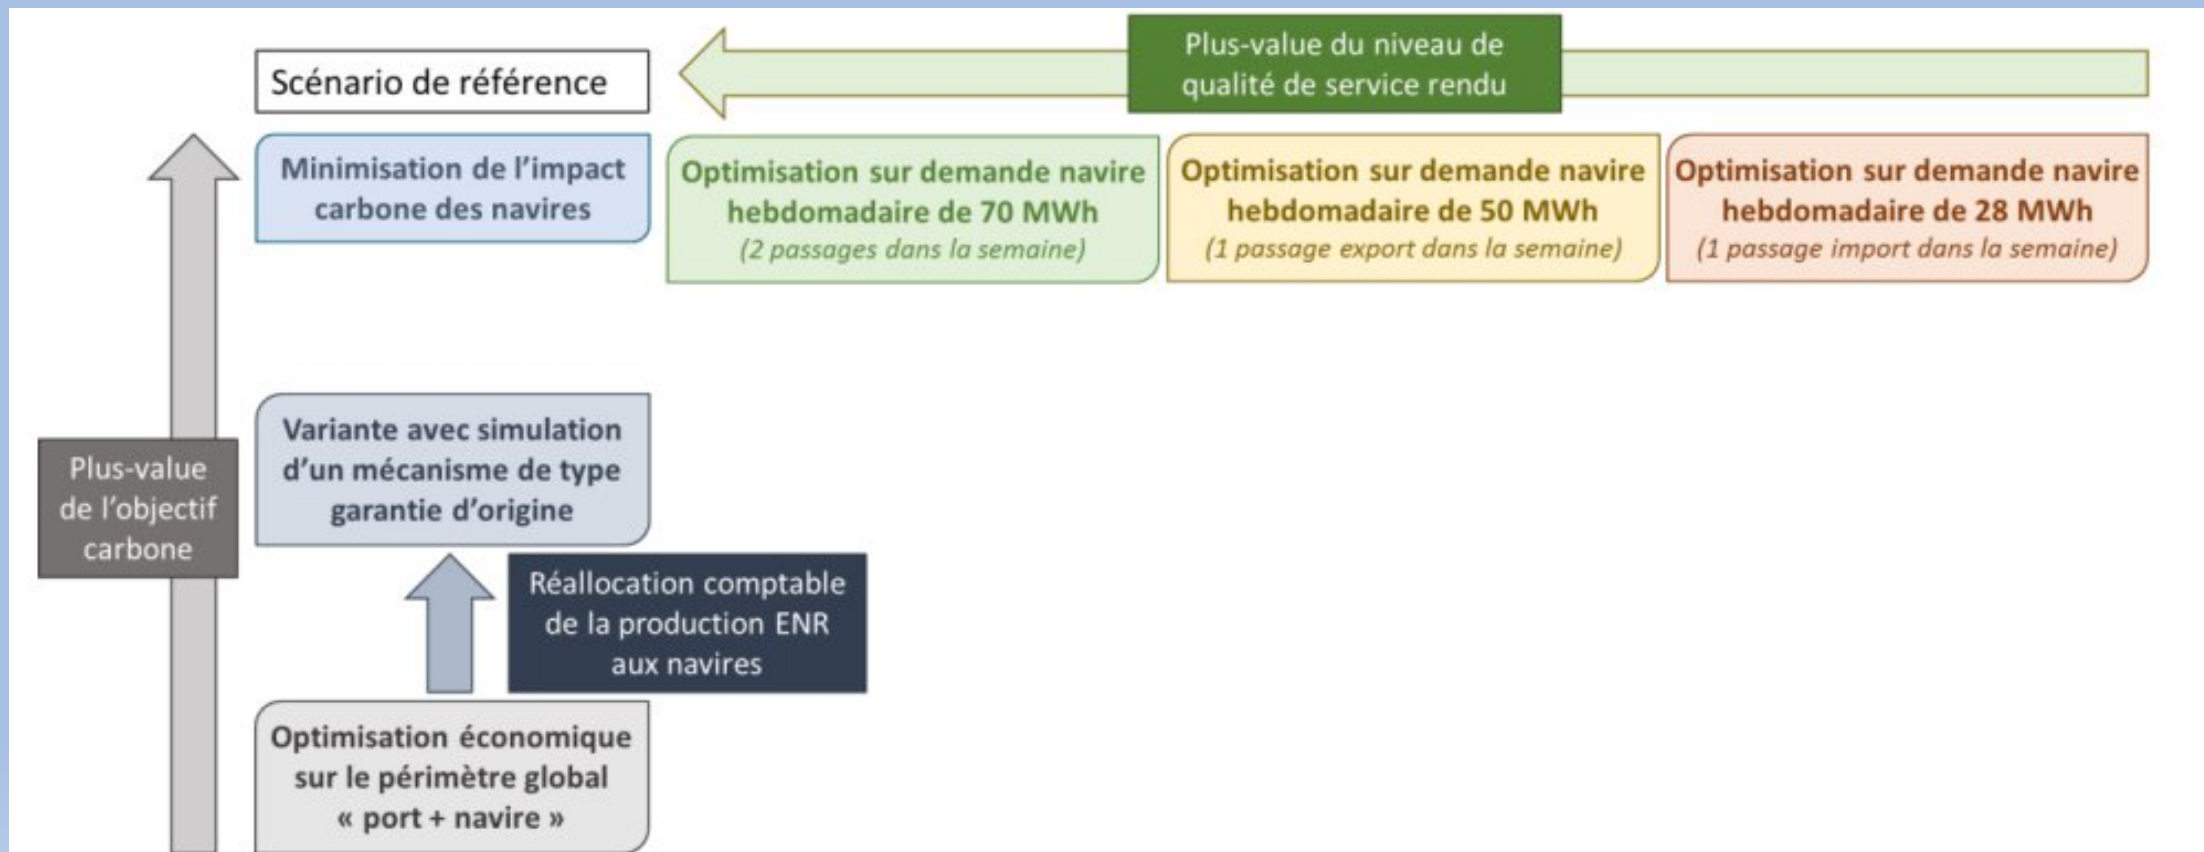 Scénario de référence
Plus-value du niveau de
qualité de service rendu
Minimisation de l'impact
carbone des navires
Optimisation sur demande navire
hebdomadaire de 70 MWh
(2 passages dans la semaine)
Optimisation sur demande navire
hebdomadaire de 50 MWh
(1 passage export dans la semaine)
Optimisation sur demande navire
hebdomadaire de 28 MWh
(1 passage import dans la semaine)
Plus-value
de l'objectif
carbone
Variante avec simulation
d'un mécanisme de type
garantie d'origine
Réallocation comptable
de la production ENR
aux navires
Optimisation économique
sur le périmètre global
« port + navire »